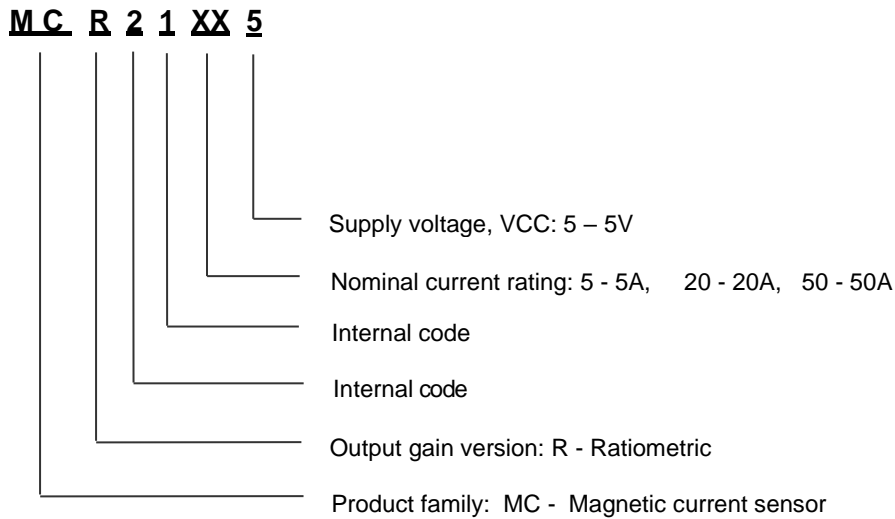 MC R 2 1 XX 5
Supply voltage, VCC: 5 – 5V
Nominal current rating: 5 - 5A, 20 - 20A, 50 - 50A
Internal code
Internal code
Output gain version: R - Ratiometric
Product family: MC - Magnetic current sensor